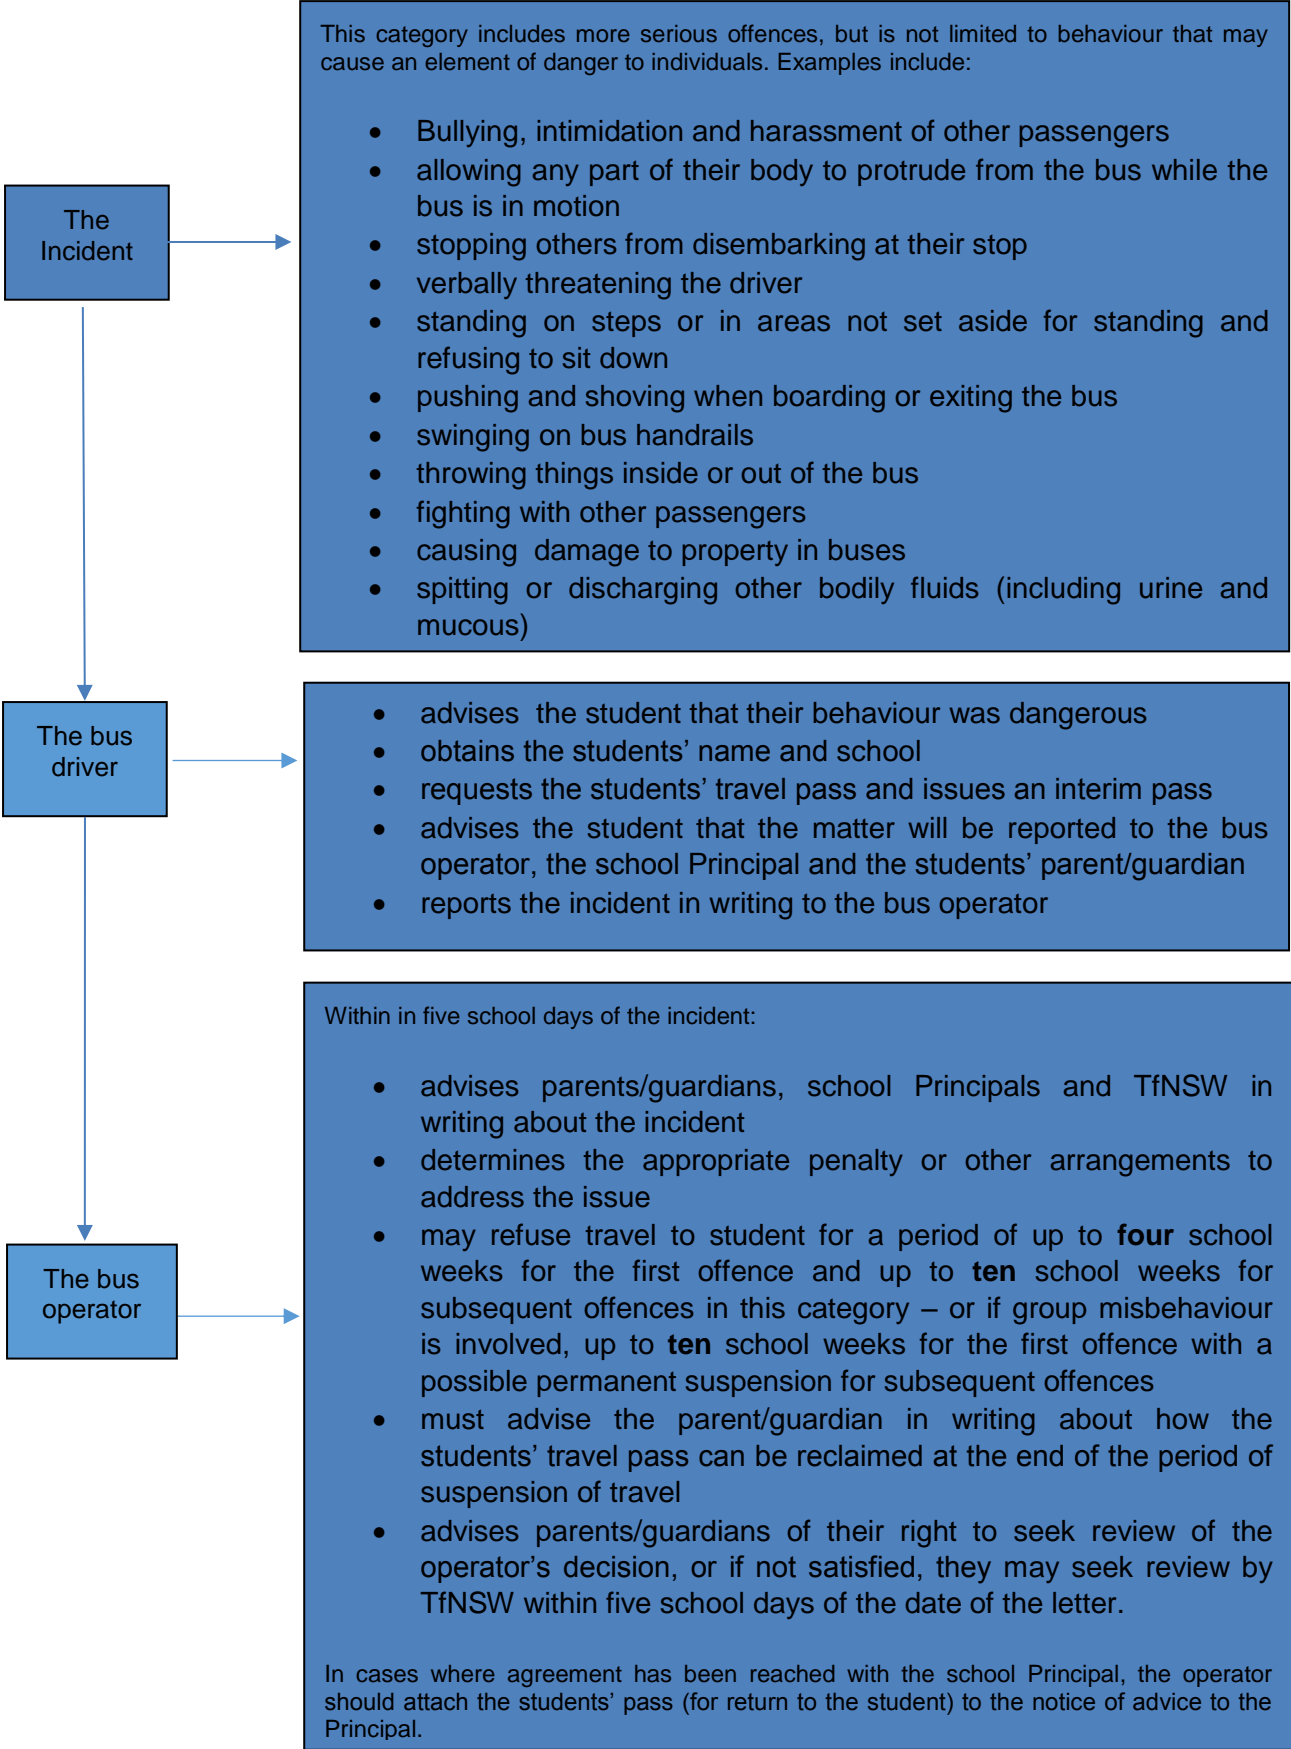 This category includes more serious offences, but is not limited to behaviour that may
cause an element of danger to individuals. Examples include:
• Bullying, intimidation and harassment of other passengers
• allowing any part of their body to protrude from the bus while the
bus is in motion
• stopping others from disembarking at their stop
• verbally threatening the driver
• standing on steps or in areas not set aside for standing and
refusing to sit down
• pushing and shoving when boarding or exiting the bus
• swinging on bus handrails
• throwing things inside or out of the bus
• fighting with other passengers
• causing damage to property in buses
• spitting or discharging other bodily fluids (including urine and
mucous)
The
Incident
The bus
driver
• advises the student that their behaviour was dangerous
• obtains the students’ name and school
• requests the students’ travel pass and issues an interim pass
• advises the student that the matter will be reported to the bus
operator, the school Principal and the students’ parent/guardian
• reports the incident in writing to the bus operator
The bus
operator
Within in five school days of the incident:
• advises parents/guardians, school Principals and TfNSW in
writing about the incident
• determines the appropriate penalty or other arrangements to
address the issue
• may refuse travel to student for a period of up to four school
weeks for the first offence and up to ten school weeks for
subsequent offences in this category – or if group misbehaviour
is involved, up to ten school weeks for the first offence with a
possible permanent suspension for subsequent offences
• must advise the parent/guardian in writing about how the
students’ travel pass can be reclaimed at the end of the period of
suspension of travel
• advises parents/guardians of their right to seek review of the
operator’s decision, or if not satisfied, they may seek review by
TfNSW within five school days of the date of the letter.
In cases where agreement has been reached with the school Principal, the operator
should attach the students’ pass (for return to the student) to the notice of advice to the
Principal.